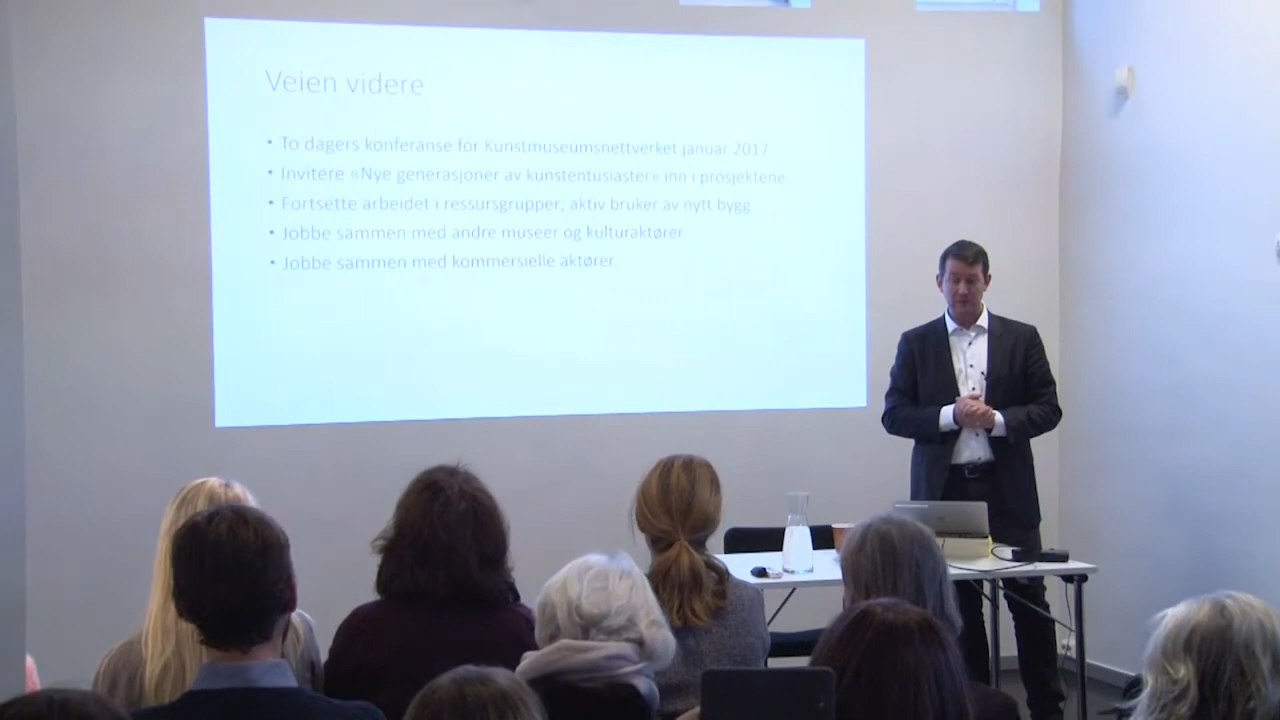 Veien videre
• To dagers konferanse for Kunstmuseumsnettverket januar 2017
• Invitere «Nye generasjoner av kunstentusiaster» inn i prosjektene
• Fortsette arbeidet i ressursgrupper; aktiv bruker av nytt bygg
• Jobbe sammen med andre museer og kulturaktører
• Jobbe sammen med kommersielle aktører